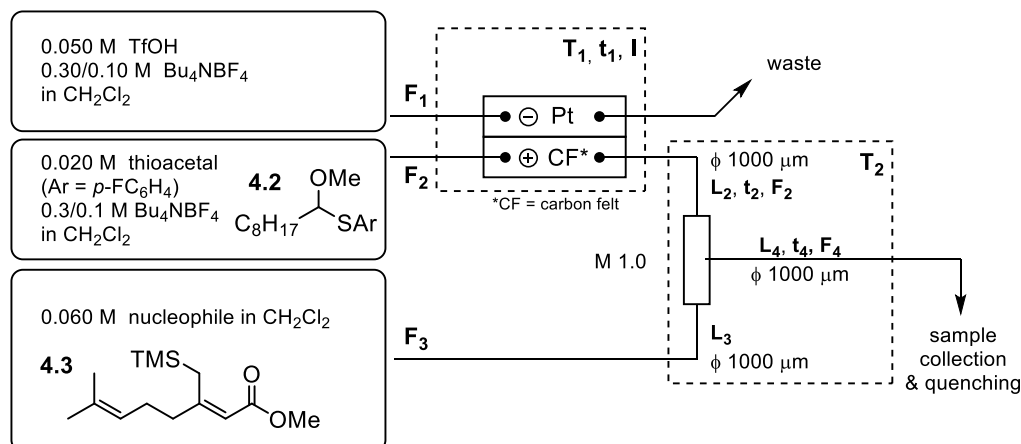 0.050 M TfOH
0.30/0.10 M Bu₄NBF₄
in CH₂Cl₂
F₁
T₁, t₁, I
⊖ Pt
waste
0.020 M thioacetal
(Ar = p-FC₆H₄)
0.3/0.1 M Bu₄NBF₄
in CH₂Cl₂
4.2
OMe
C₈H₁₇
SAr
F₂
⊕ CF*
*CF = carbon felt
ϕ 1000 μm
T₂
L₂, t₂, F₂
M 1.0
L₄, t₄, F₄
ϕ 1000 μm
0.060 M nucleophile in CH₂Cl₂
4.3
TMS
O
OMe
F₃
L₃
ϕ 1000 μm
sample
collection
& quenching